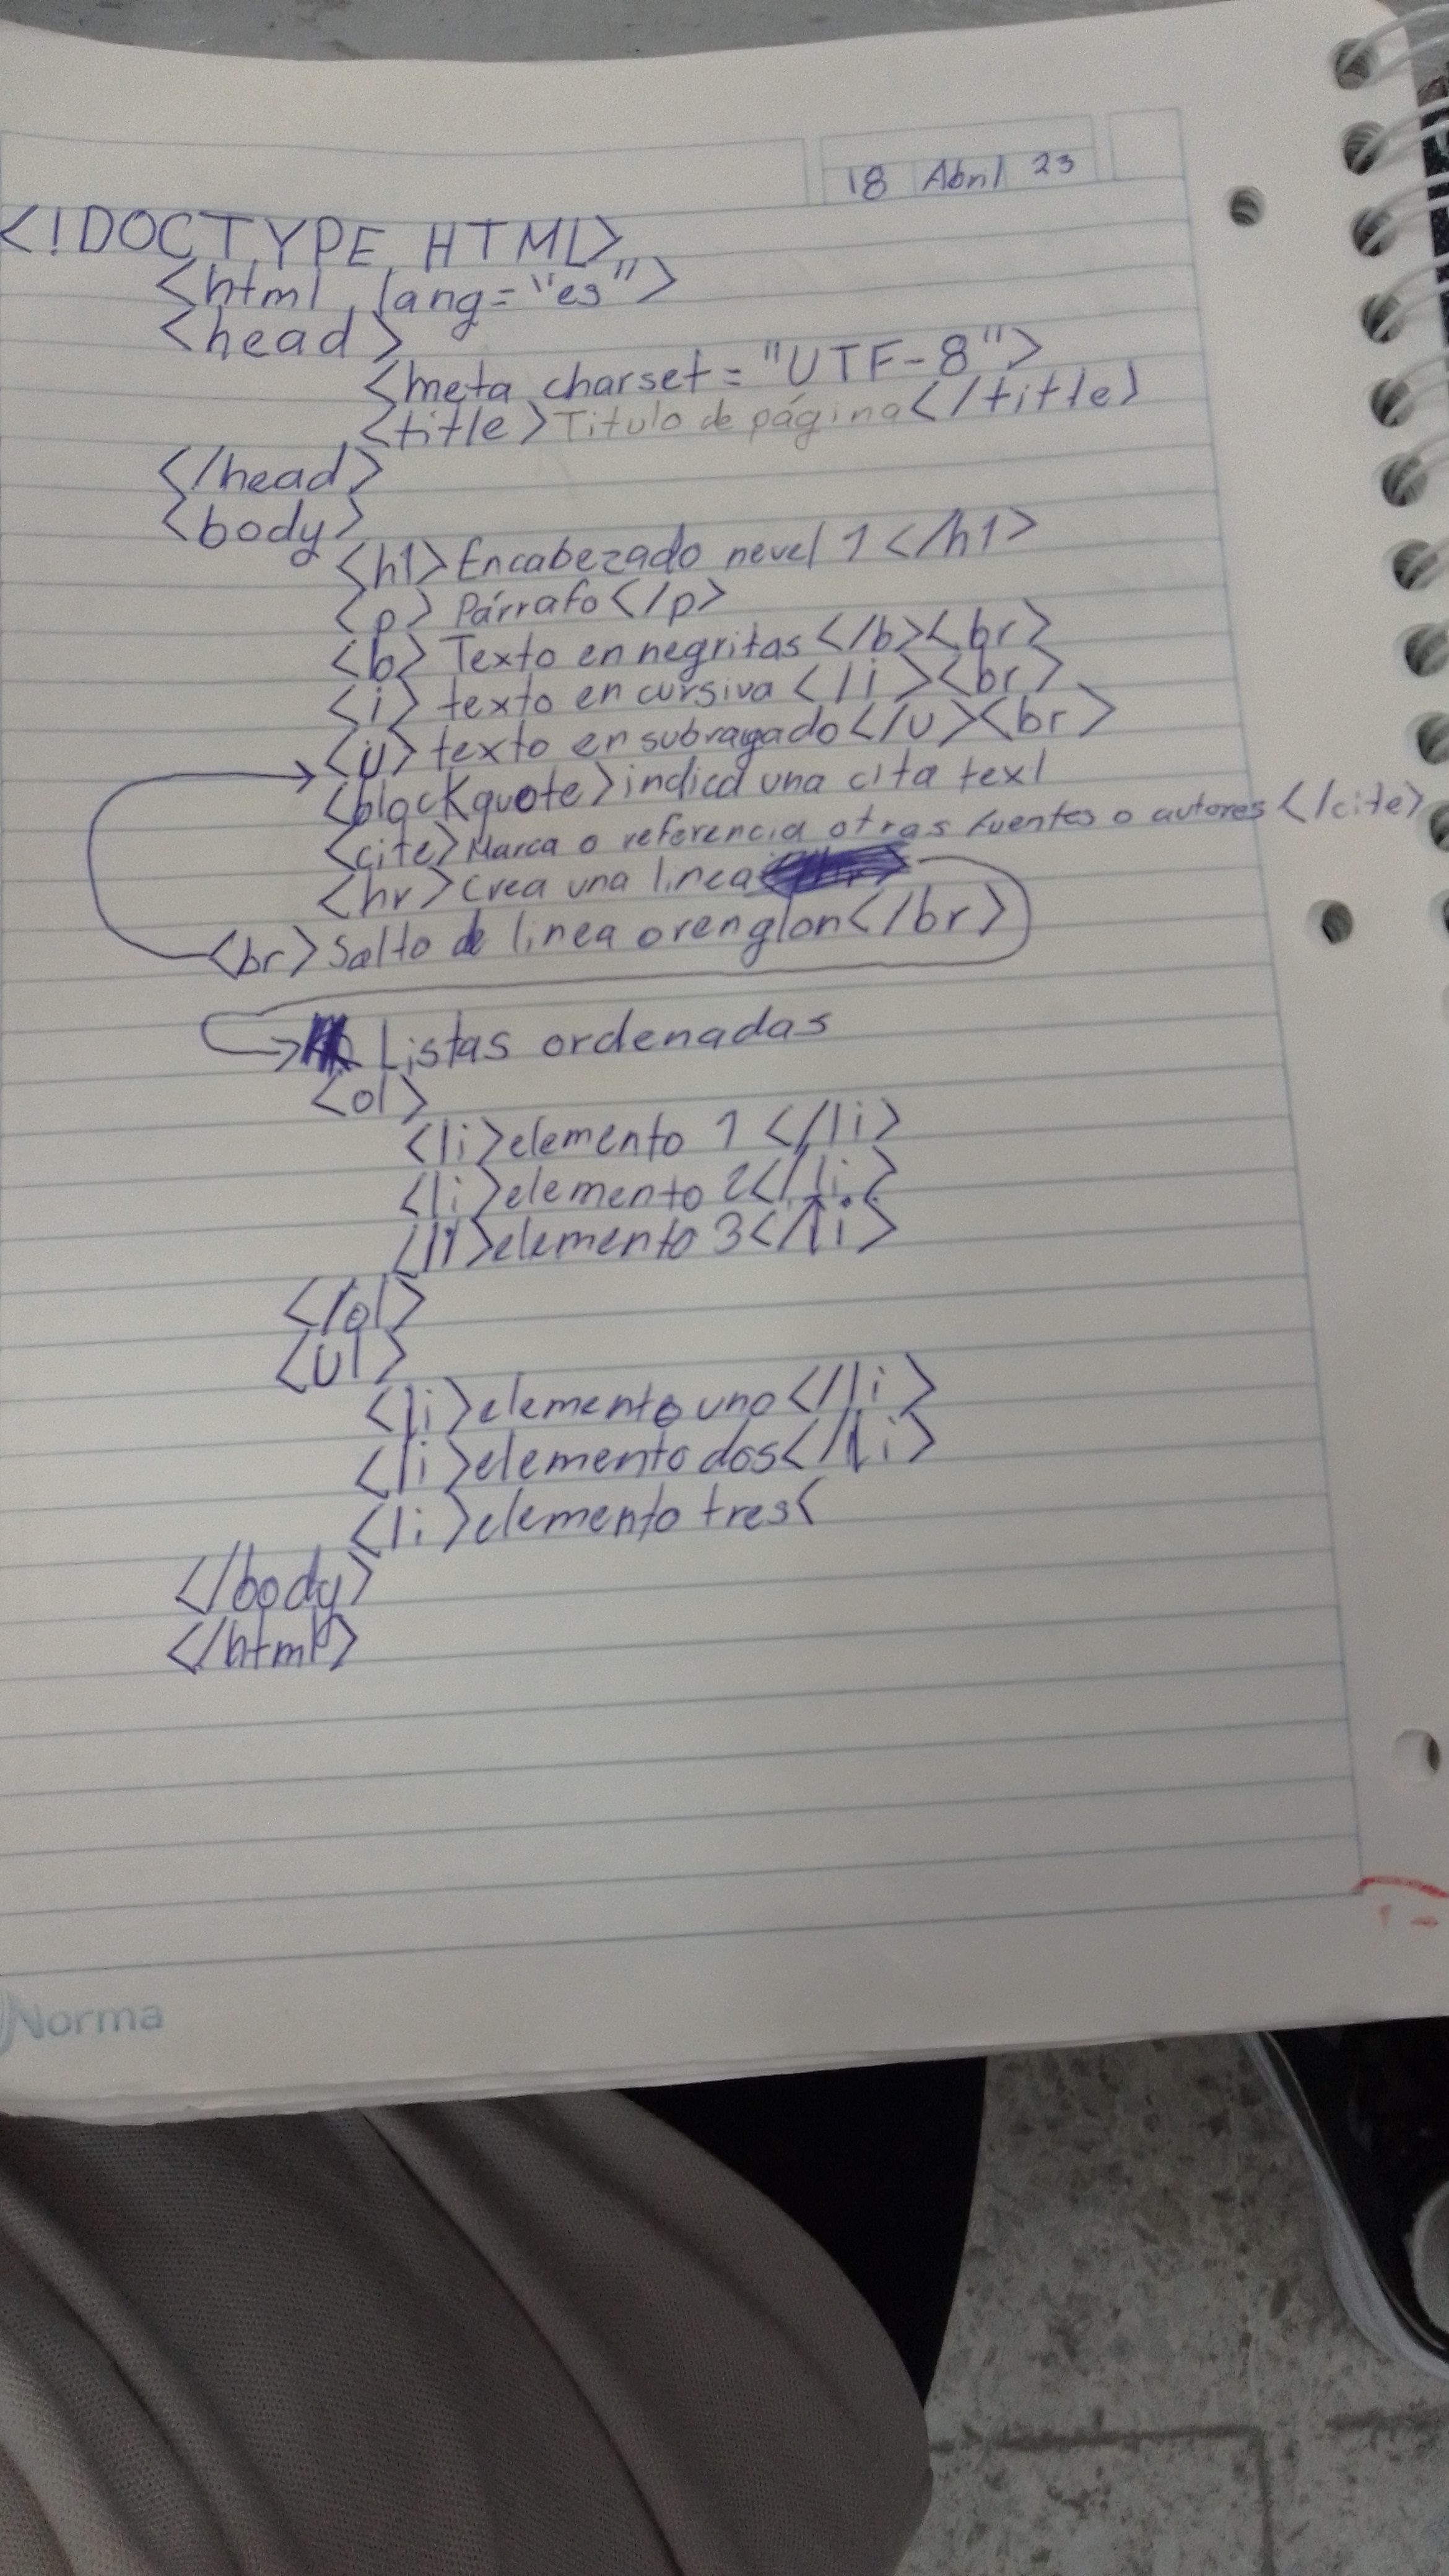 18 Abril 23
<!DOCTYPE HTML>
<html lang="es">
<head>
<meta charset="UTF-8">
<title>Titulo de página</title>
</head>
<body>
<h1>Encabezado nevel 1</h1>
<p> Párrafo</p>
<b> Texto en negritas</b><br>
<i> texto en cursiva </i><br>
<u> texto en subrayado</u><br>
<blockquote>indica una cita text
<cite>Marca o referencia otras fuentes o autores</cite>
<hr>Crea una linea
<br>Salto de linea o renglon</br>
Listas ordenadas
<ol>
<li>elemento 1 </li>
<li>elemento 2</li>
<li>elemento 3</li>
</ol>
<ul>
<li>elemento uno</li>
<li>elemento dos</li>
<li>elemento tres<
</body>
</html>
Norma